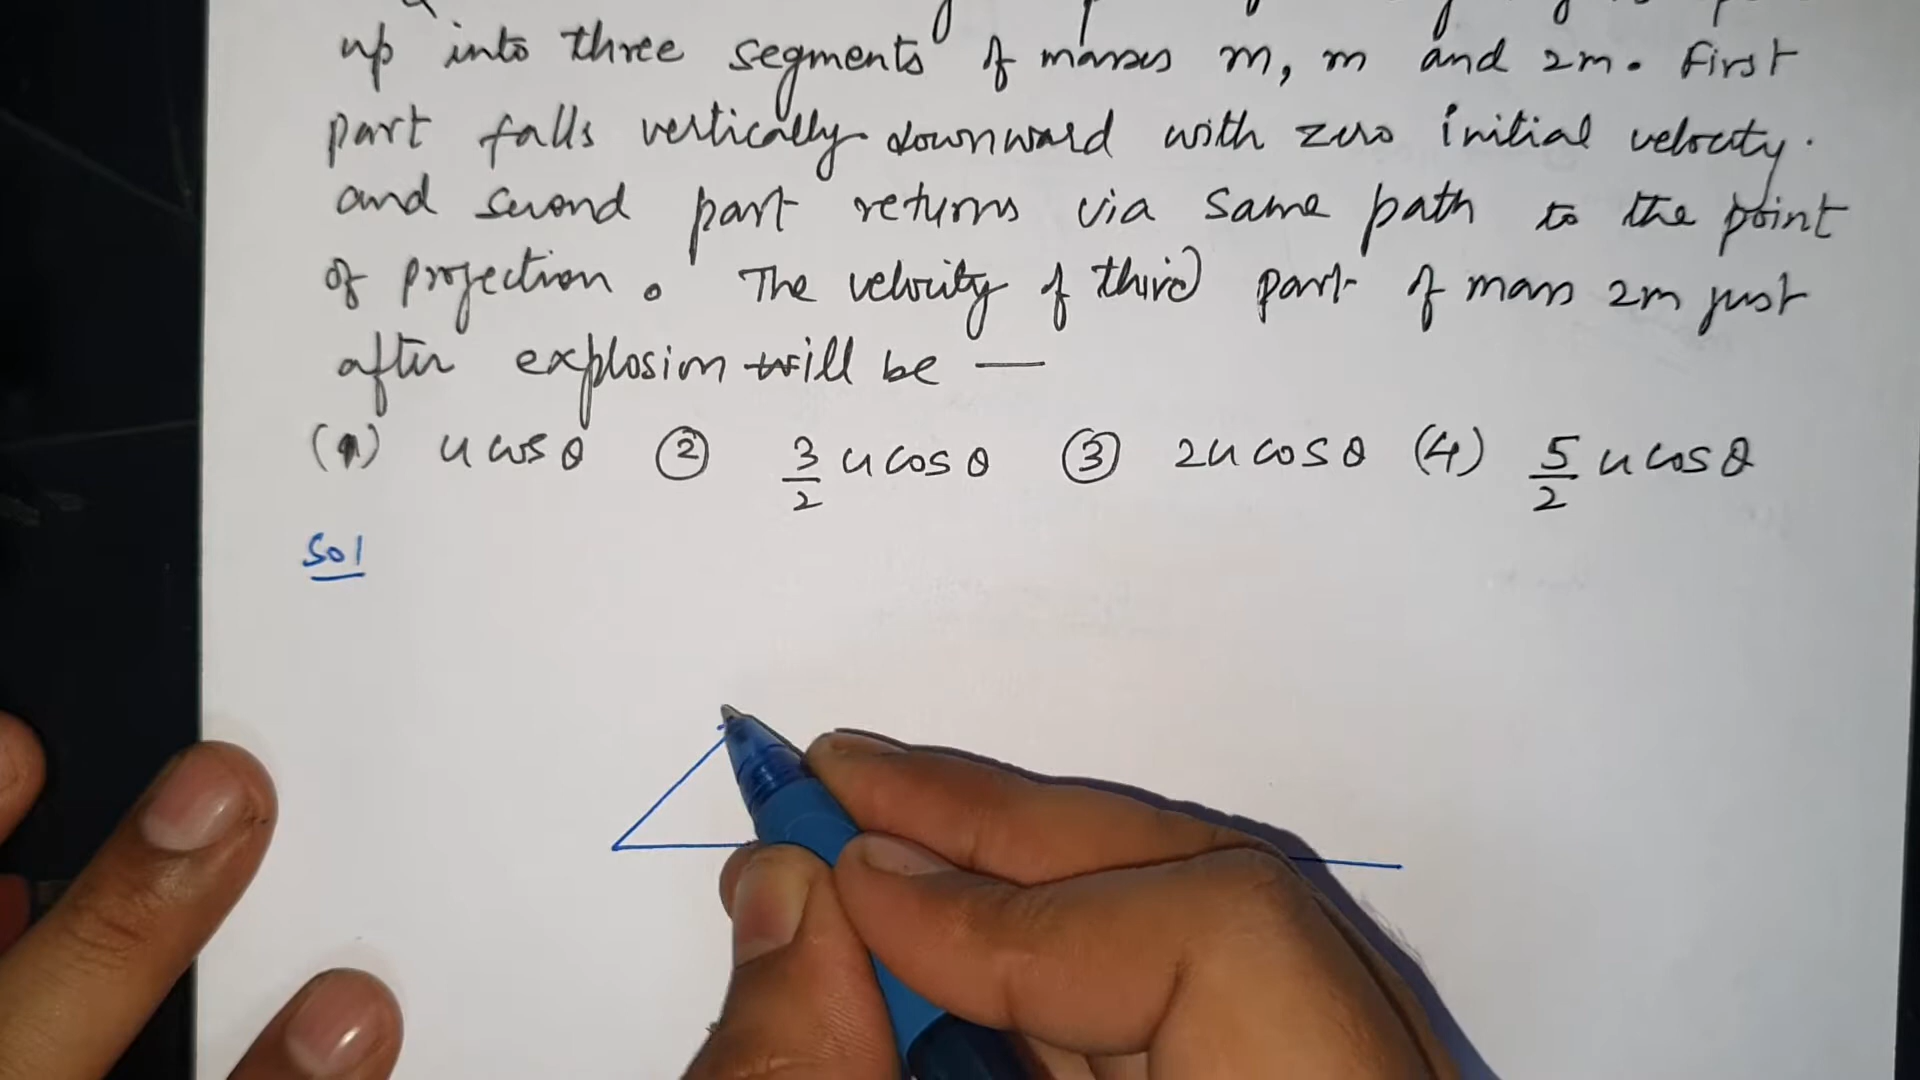 up into three segments of masses m, m and 2m. First
part falls vertically downward with zero initial velocity.
and second part returns via same path to the point
of projection. The velocity of third part of mass 2m just
after explosion will be —
(1) u cos θ ② 3/2 u cos θ ③ 2u cos θ (4) 5/2 u cos θ
Sol